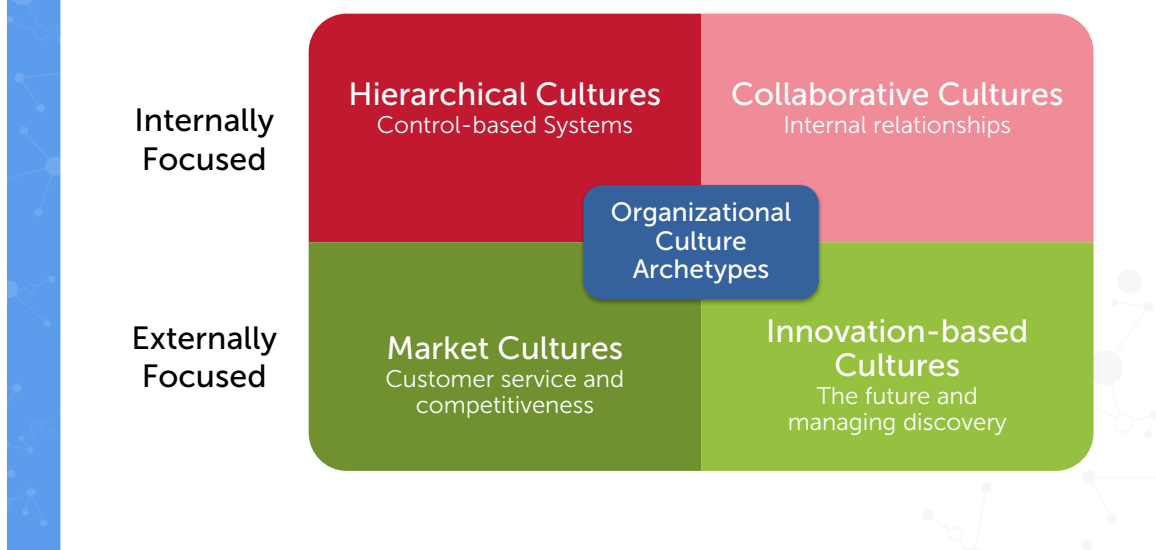 Internally
Focused
Hierarchical Cultures
Control-based Systems
Collaborative Cultures
Internal relationships
Organizational
Culture
Archetypes
Externally
Focused
Market Cultures
Customer service and
competitiveness
Innovation-based
Cultures
The future and
managing discovery